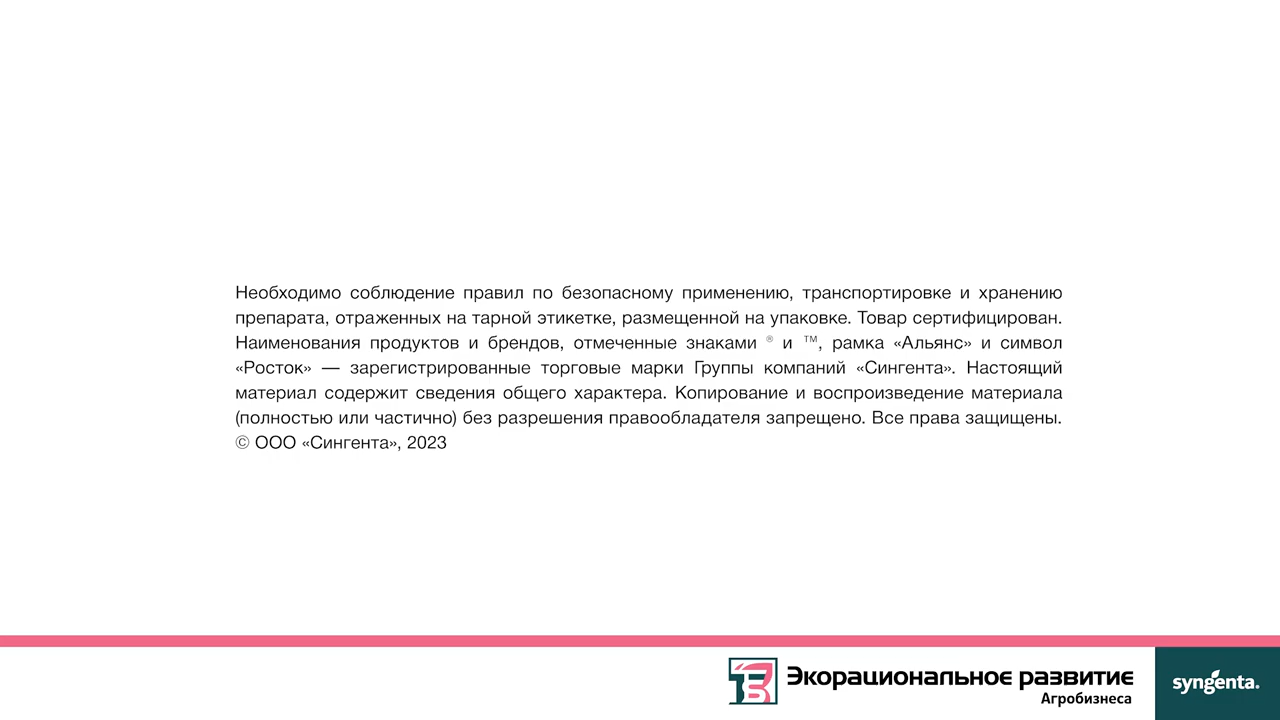 Необходимо соблюдение правил по безопасному применению, транспортировке и хранению
препарата, отраженных на тарной этикетке, размещенной на упаковке. Товар сертифицирован.
Наименования продуктов и брендов, отмеченные знаками ® и ™, рамка «Альянс» и символ
«Росток» — зарегистрированные торговые марки Группы компаний «Сингента». Настоящий
материал содержит сведения общего характера. Копирование и воспроизведение материала
(полностью или частично) без разрешения правообладателя запрещено. Все права защищены.
© ООО «Сингента», 2023
Экорациональное развитие
Агробизнеса
syngenta.